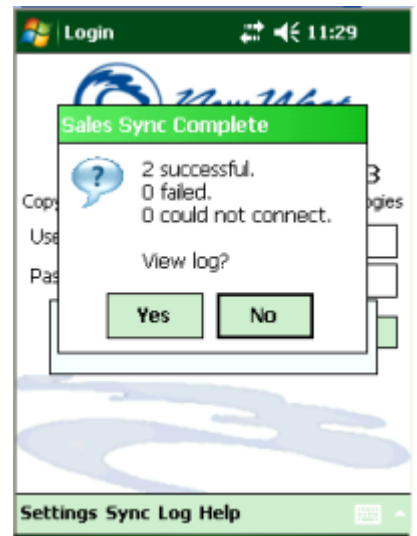 Login 11:29
Sales Sync Complete
2 successful.
0 failed.
0 could not connect.
View log?
Yes No
Settings Sync Log Help